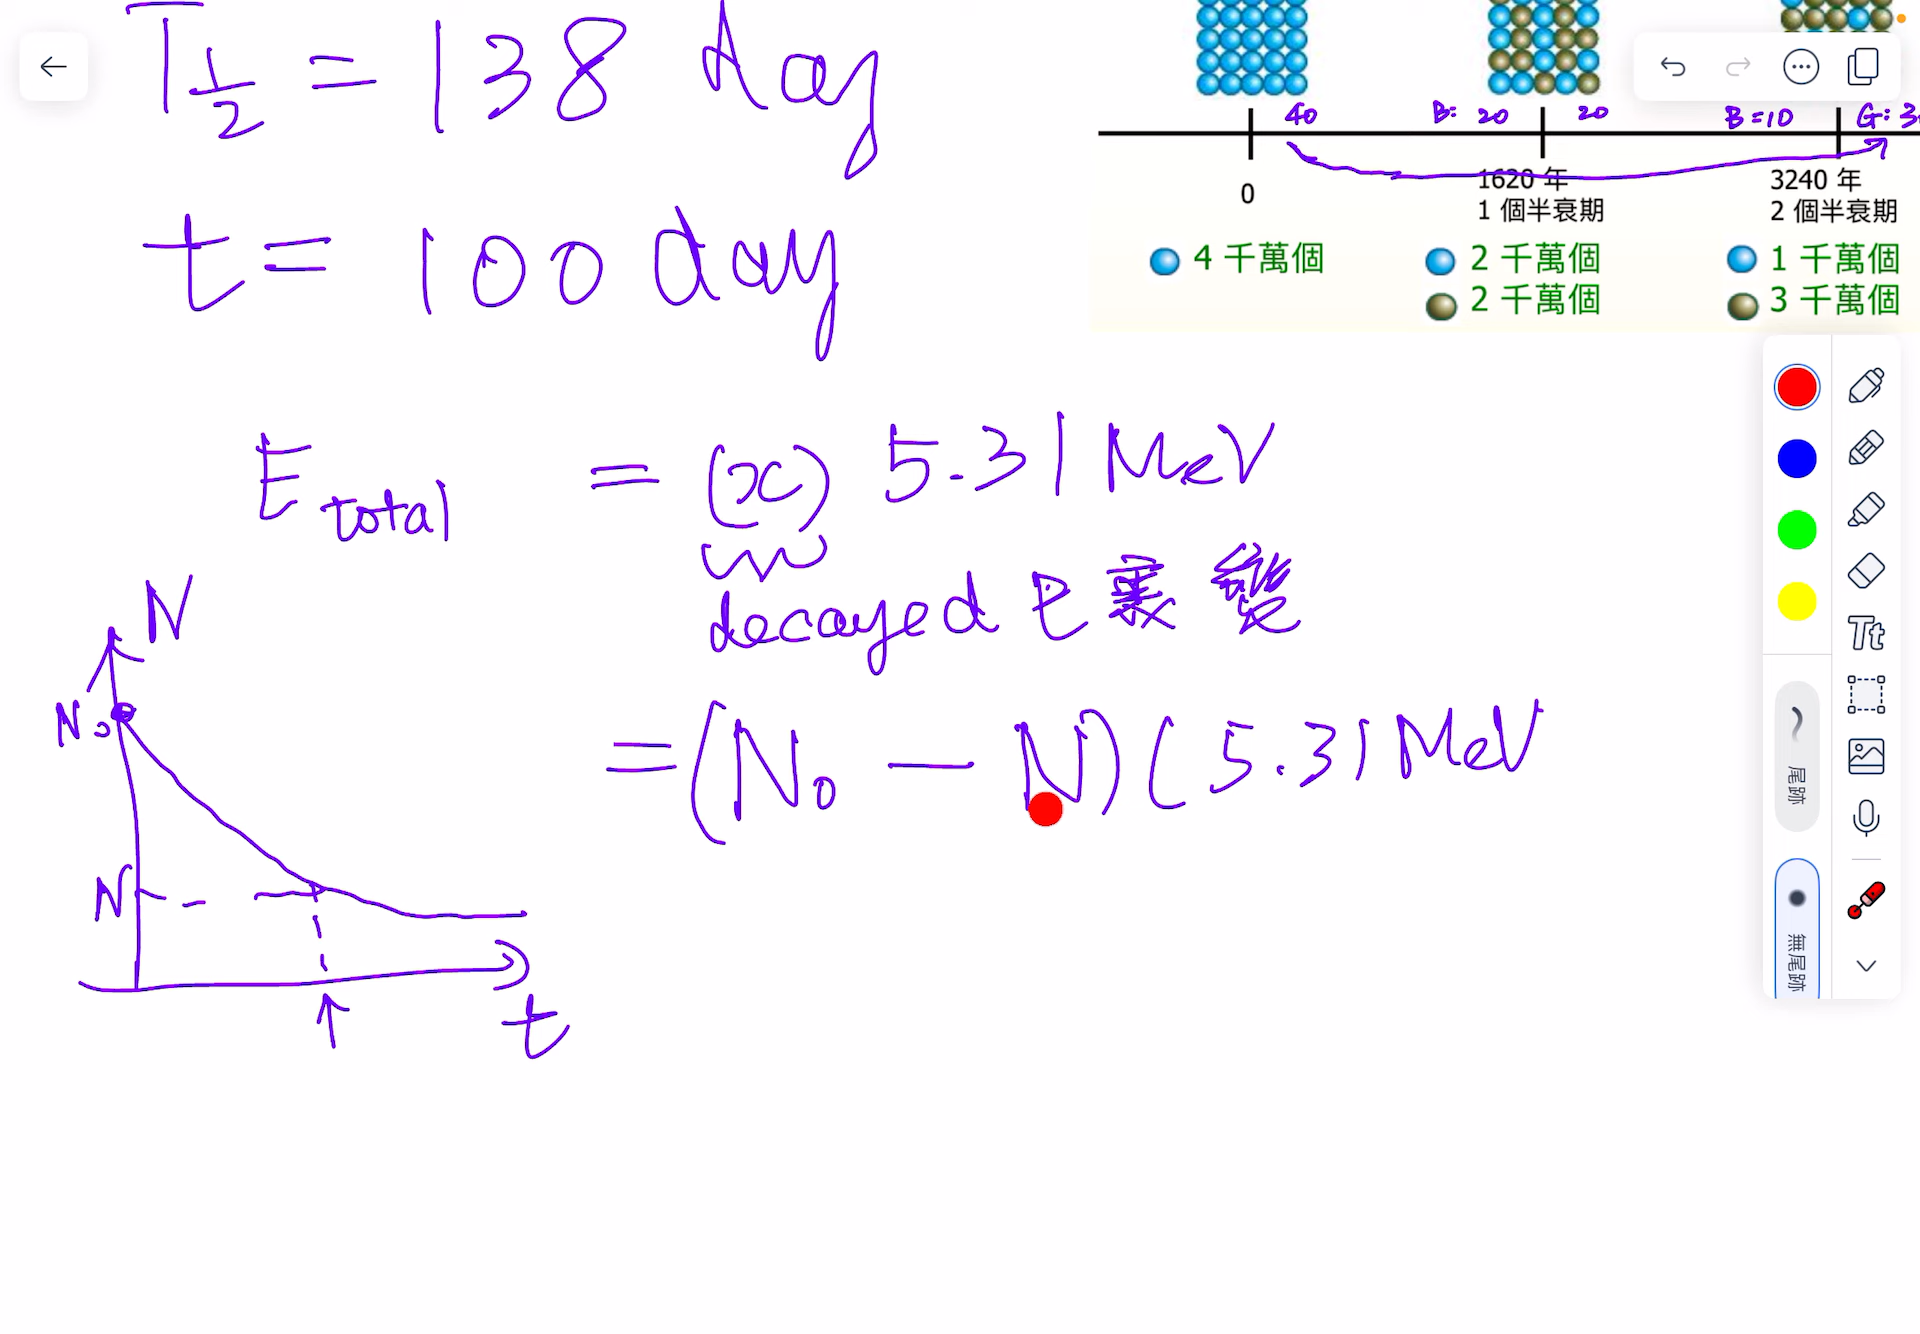 T½ = 138 day
t = 100 day
40
B: 20
20
B=10
G: 3
0
1620 年
1 個半衰期
3240 年
2 個半衰期
4 千萬個
2 千萬個
2 千萬個
1 千萬個
3 千萬個
E total = (x) 5.31 MeV
decayed 已衰變
= (N₀ — N) ( 5.31 MeV
N
N₀
N
t
Tt
尾跡
無尾跡